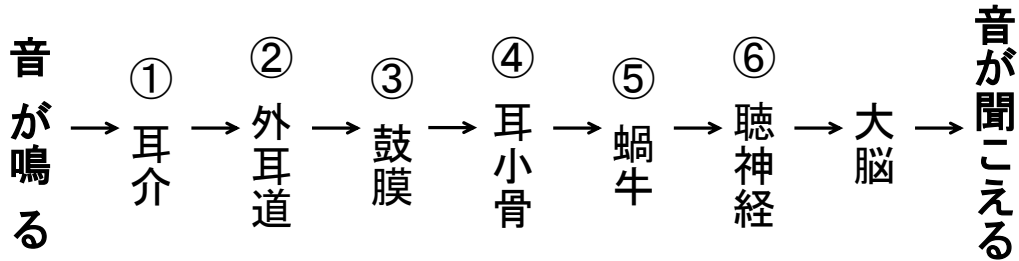 音が鳴る
→
①
耳介
→
②
外耳道
→
③
鼓膜
→
④
耳小骨
→
⑤
蝸牛
→
⑥
聴神経
→
大脳
→
音が聞こえる